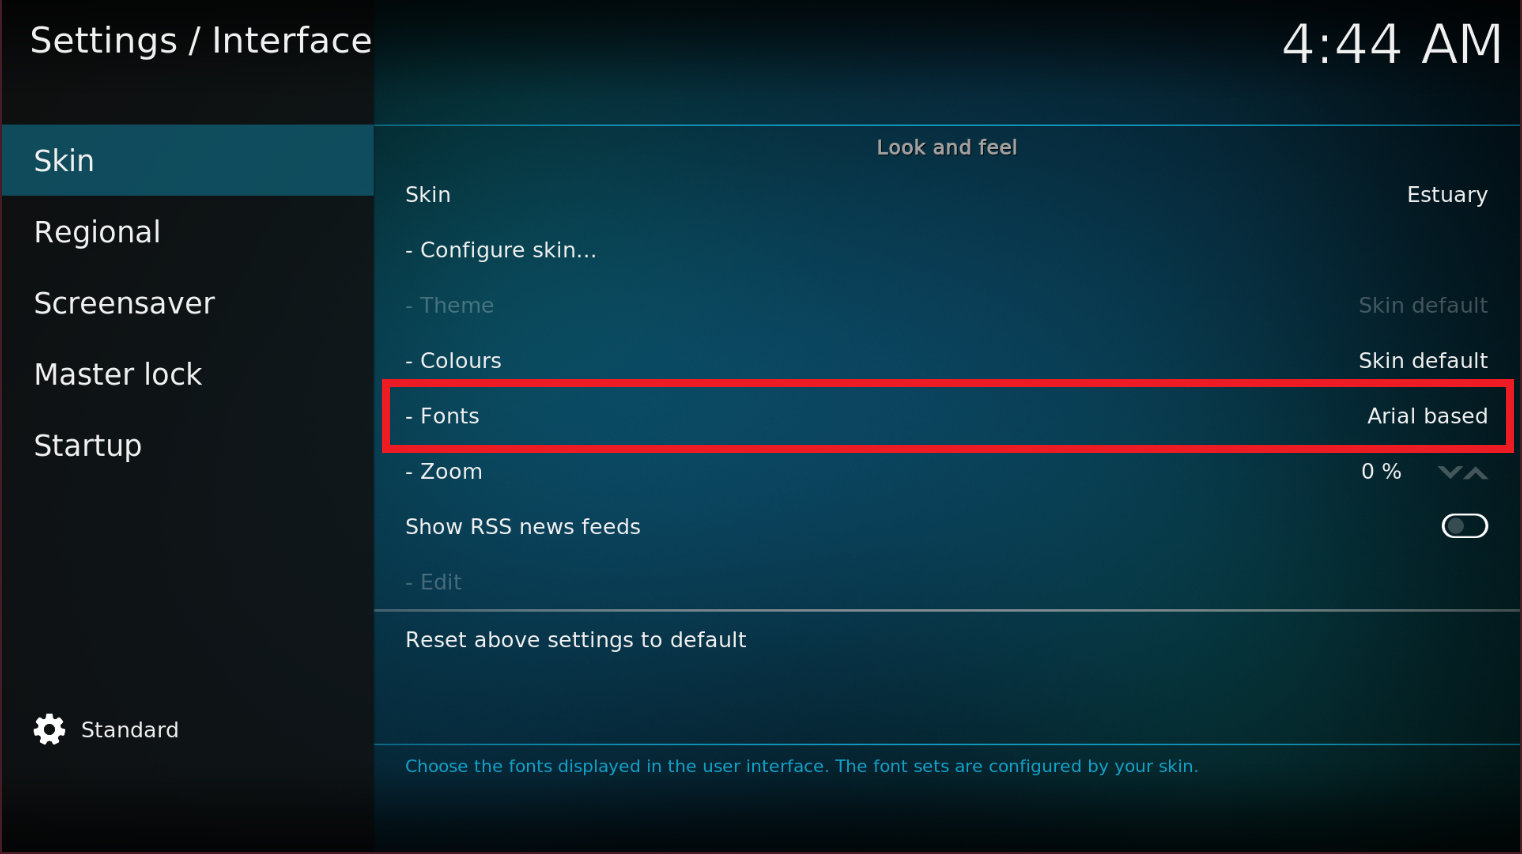 Settings / Interface
4:44 AM
Skin
Regional
Screensaver
Master lock
Startup
Standard
Look and feel
Skin Estuary
- Configure skin...
- Theme Skin default
- Colours Skin default
- Fonts Arial based
- Zoom 0 %
Show RSS news feeds
- Edit
Reset above settings to default
Choose the fonts displayed in the user interface. The font sets are configured by your skin.